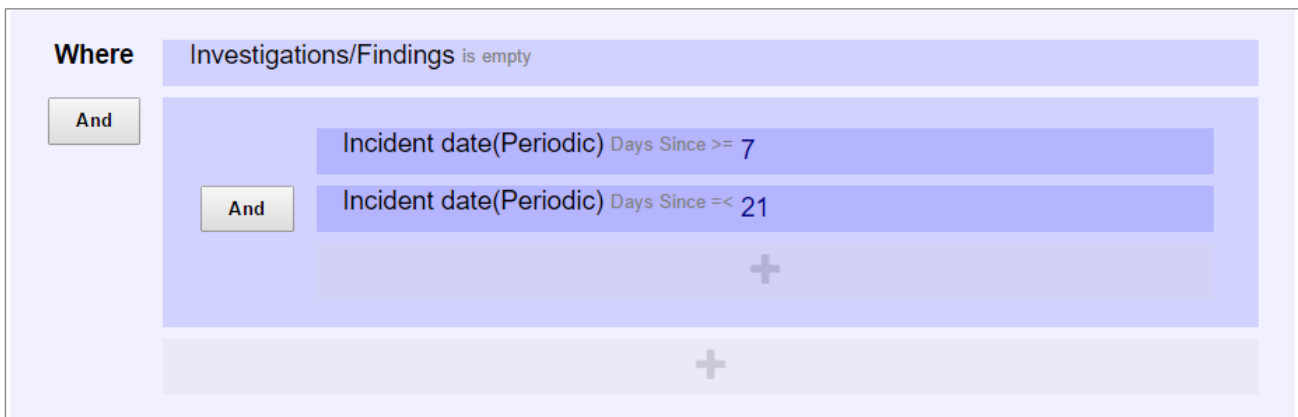 Where Investigations/Findings is empty
And
Incident date(Periodic) Days Since >= 7
And
Incident date(Periodic) Days Since =< 21